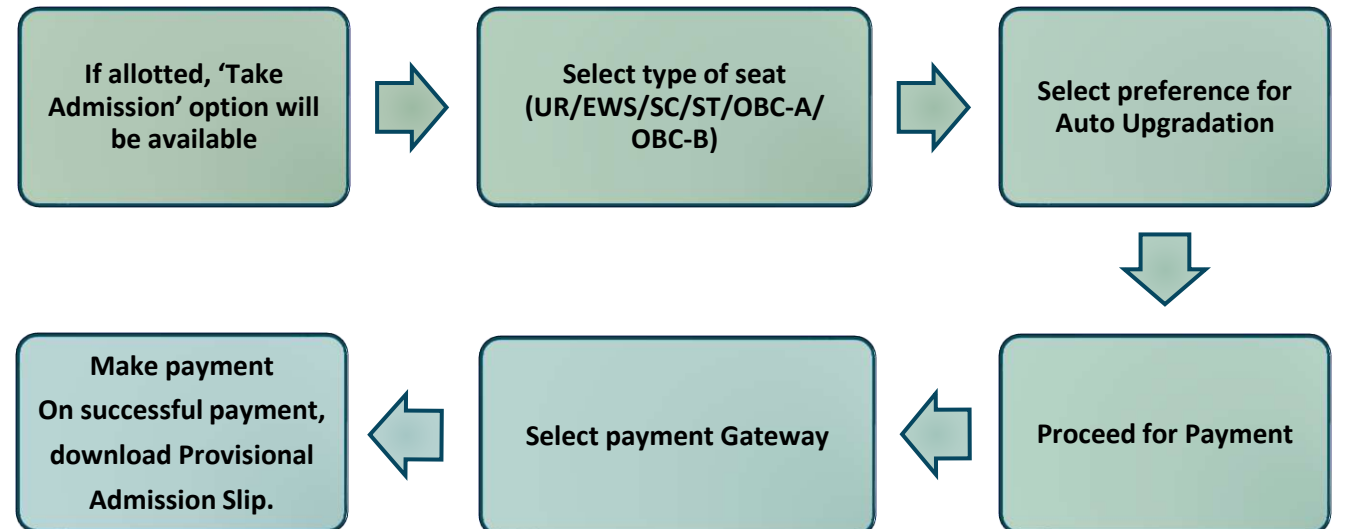 If allotted, ‘Take
Admission’ option will
be available
Select type of seat
(UR/EWS/SC/ST/OBC-A/
OBC-B)
Select preference for
Auto Upgradation
Proceed for Payment
Select payment Gateway
Make payment
On successful payment,
download Provisional
Admission Slip.